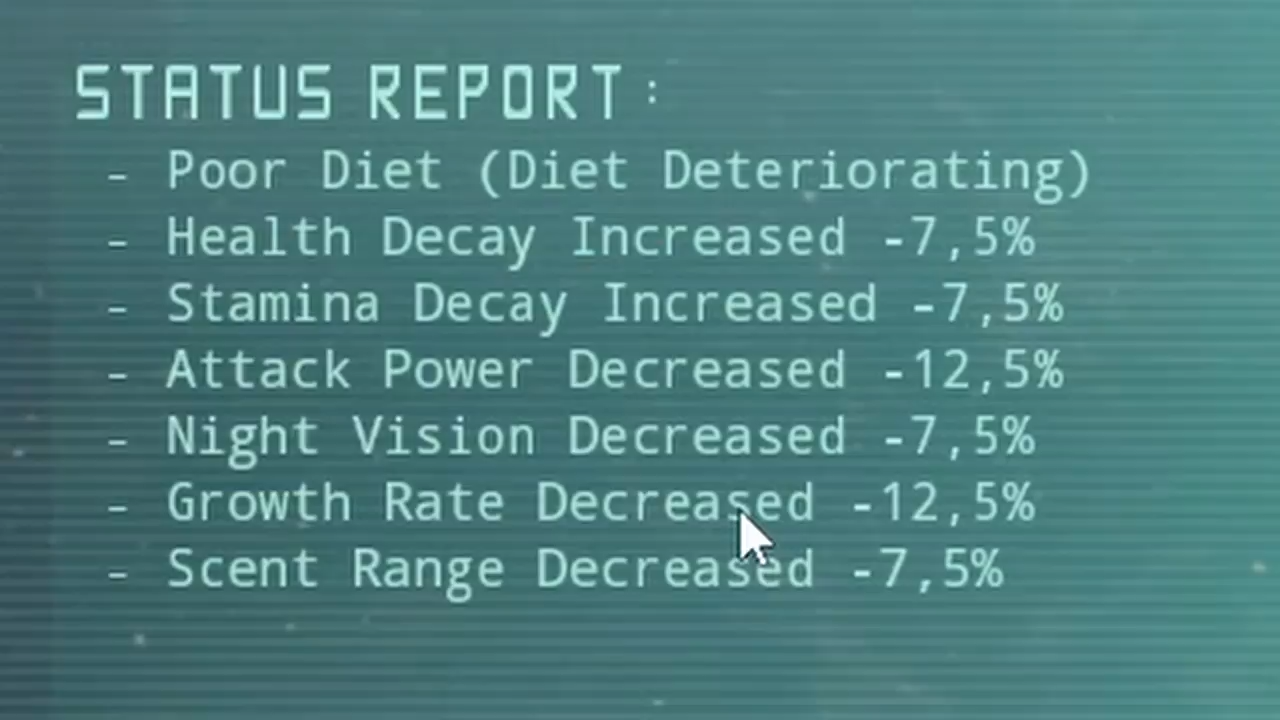 STATUS REPORT:
- Poor Diet (Diet Deteriorating)
- Health Decay Increased -7,5%
- Stamina Decay Increased -7,5%
- Attack Power Decreased -12,5%
- Night Vision Decreased -7,5%
- Growth Rate Decreased -12,5%
- Scent Range Decreased -7,5%